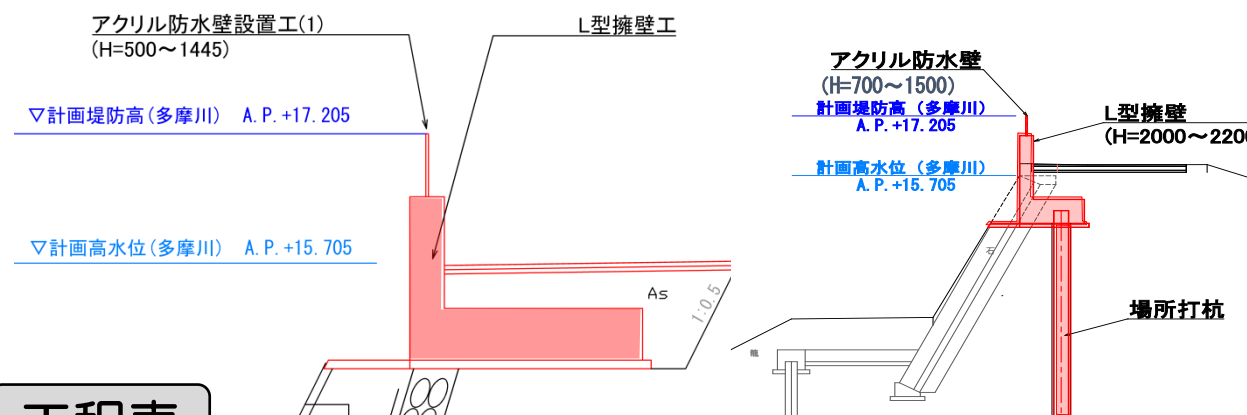 アクリル防水壁設置工(1)
(H=500～1445)
L型擁壁工
▽計画堤防高(多摩川) A.P.+17.205
▽計画高水位(多摩川) A.P.+15.705
As
1:0.5
アクリル防水壁
(H=700～1500)
計画堤防高（多摩川）
A.P.+17.205
L型擁壁
(H=2000～2200
計画高水位（多摩川）
A.P.+15.705
石
場所打杭